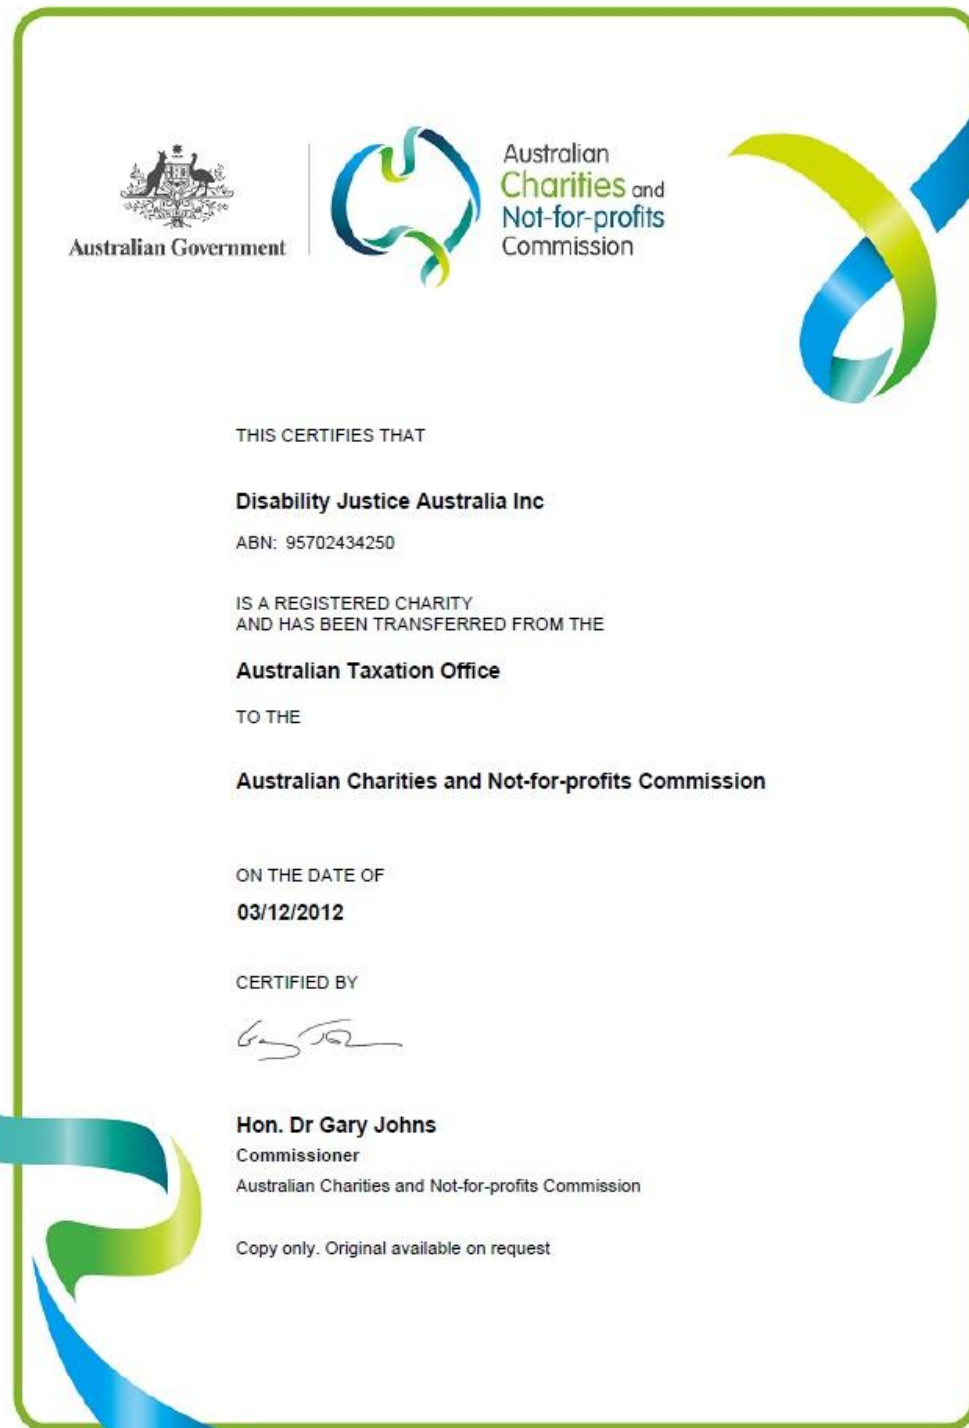 Australian Government
Australian
Charities and
Not-for-profits
Commission
THIS CERTIFIES THAT
Disability Justice Australia Inc
ABN: 95702434250
IS A REGISTERED CHARITY
AND HAS BEEN TRANSFERRED FROM THE
Australian Taxation Office
TO THE
Australian Charities and Not-for-profits Commission
ON THE DATE OF
03/12/2012
CERTIFIED BY
Hon. Dr Gary Johns
Commissioner
Australian Charities and Not-for-profits Commission
Copy only. Original available on request